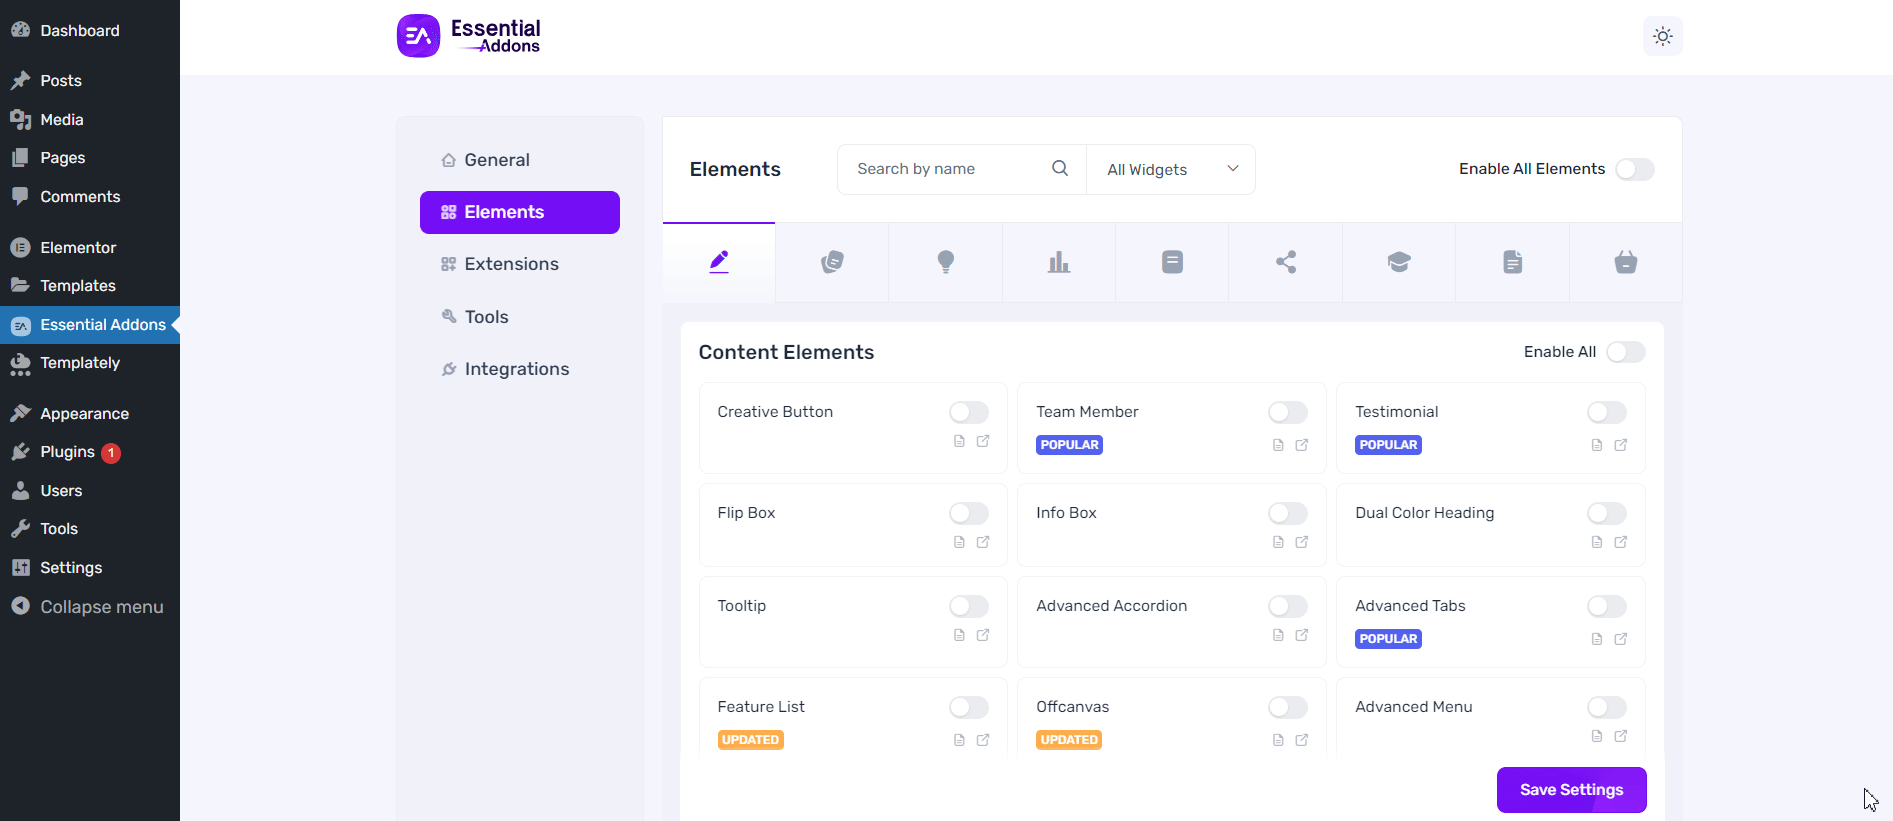 Dashboard
Posts
Media
Pages
Comments
Elementor
Templates
Essential Addons
Templately
Appearance
Plugins 1
Users
Tools
Settings
Collapse menu
EA Essential
Addons
General
Elements
Extensions
Tools
Integrations
Elements
Search by name
All Widgets
Enable All Elements
Content Elements
Enable All
Creative Button
Team Member
POPULAR
Testimonial
POPULAR
Flip Box
Info Box
Dual Color Heading
Tooltip
Advanced Accordion
Advanced Tabs
POPULAR
Feature List
UPDATED
Offcanvas
UPDATED
Advanced Menu
Save Settings